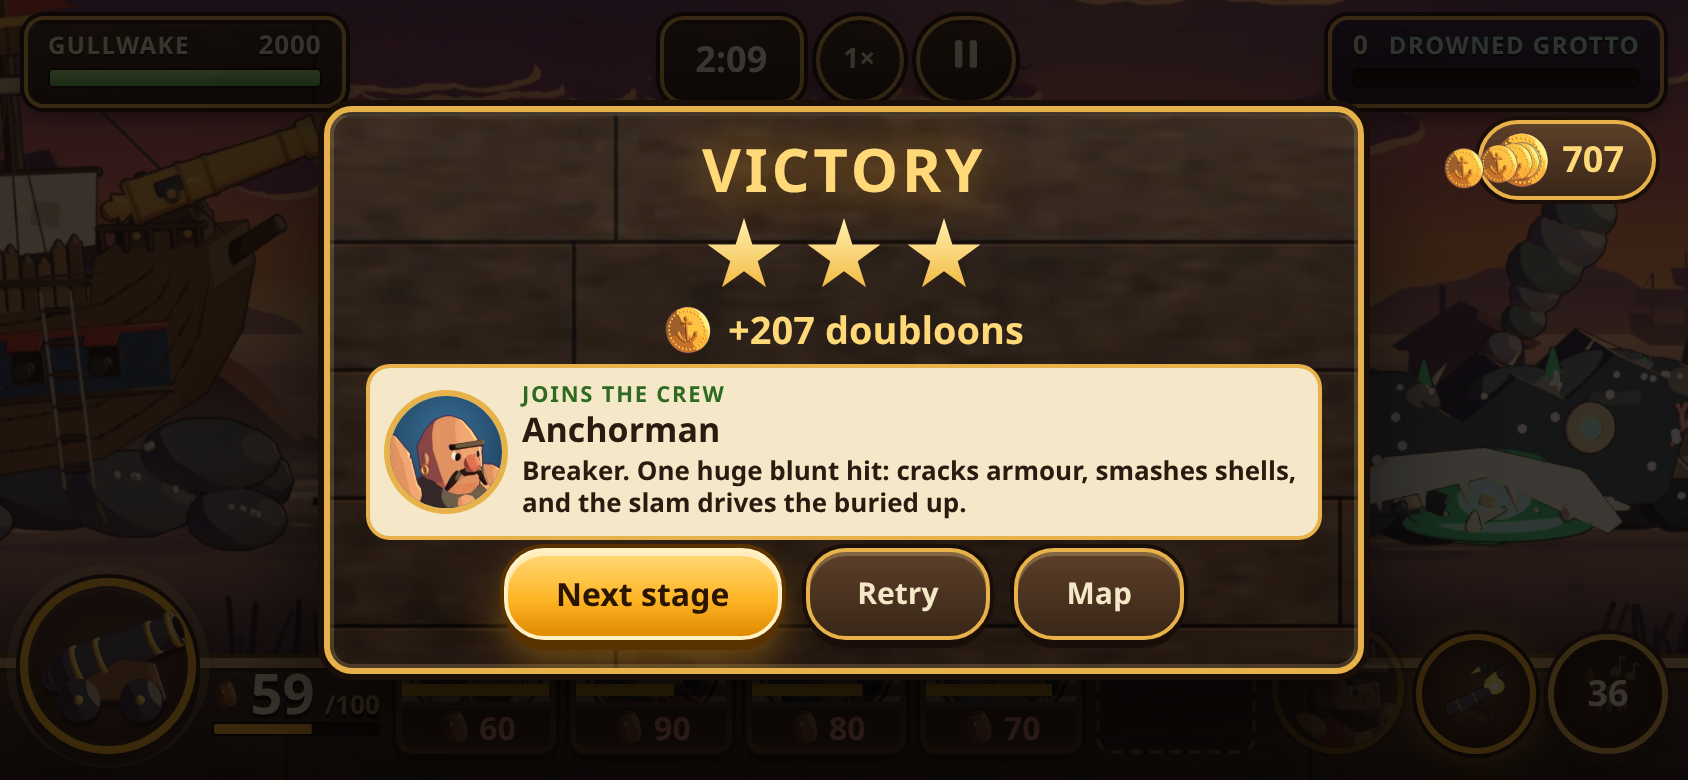 GULLWAKE 2000
2:09
1×
0 DROWNED GROTTO
707
VICTORY
+207 doubloons
JOINS THE CREW
Anchorman
Breaker. One huge blunt hit: cracks armour, smashes shells,
and the slam drives the buried up.
Next stage
Retry
Map
59 /100
60
90
80
70
36